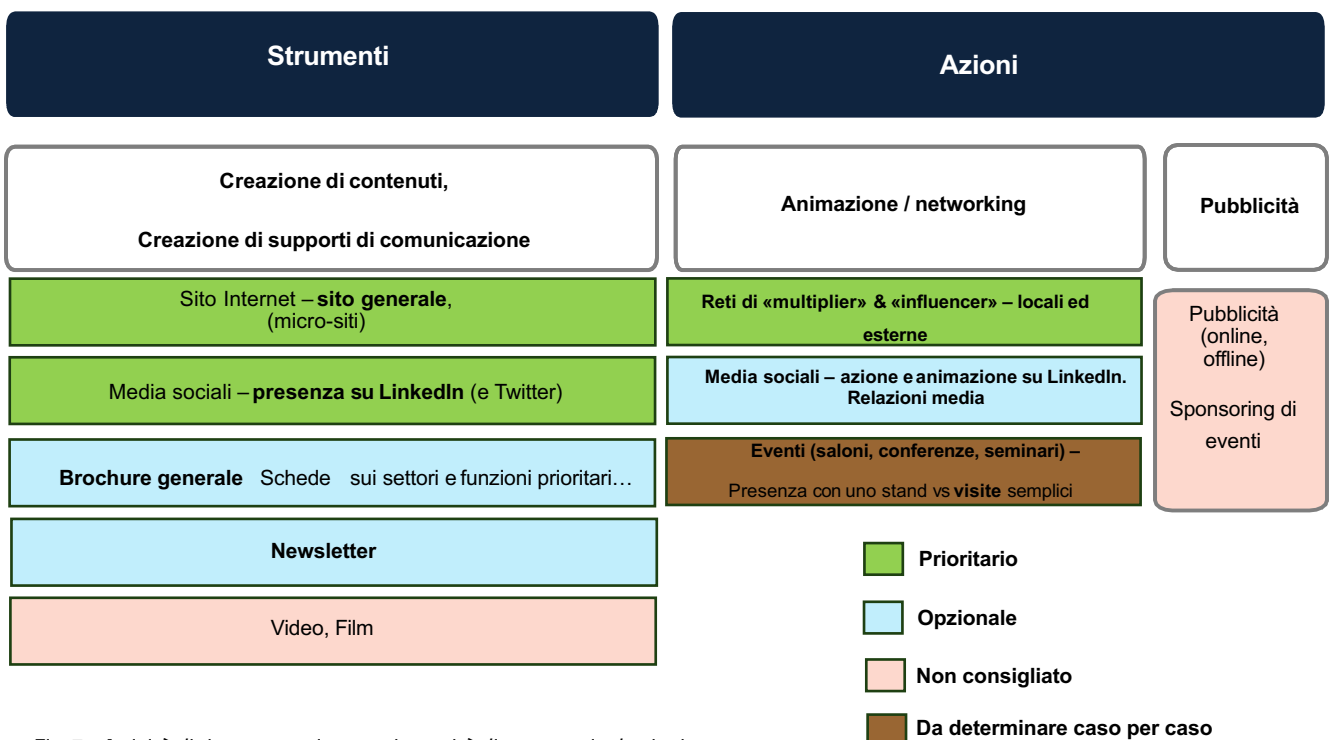 Strumenti
Azioni
Creazione di contenuti,
Creazione di supporti di comunicazione
Animazione / networking
Pubblicità
Sito Internet – sito generale,
(micro-siti)
Media sociali – presenza su LinkedIn (e Twitter)
Brochure generale Schede sui settori e funzioni prioritari…
Newsletter
Video, Film
Reti di «multiplier» & «influencer» – locali ed
esterne
Media sociali – azione e animazione su LinkedIn.
Relazioni media
Eventi (saloni, conferenze, seminari) –
Presenza con uno stand vs visite semplici
Pubblicità
(online,
offline)
Sponsoring di
eventi
Prioritario
Opzionale
Non consigliato
Da determinare caso per caso